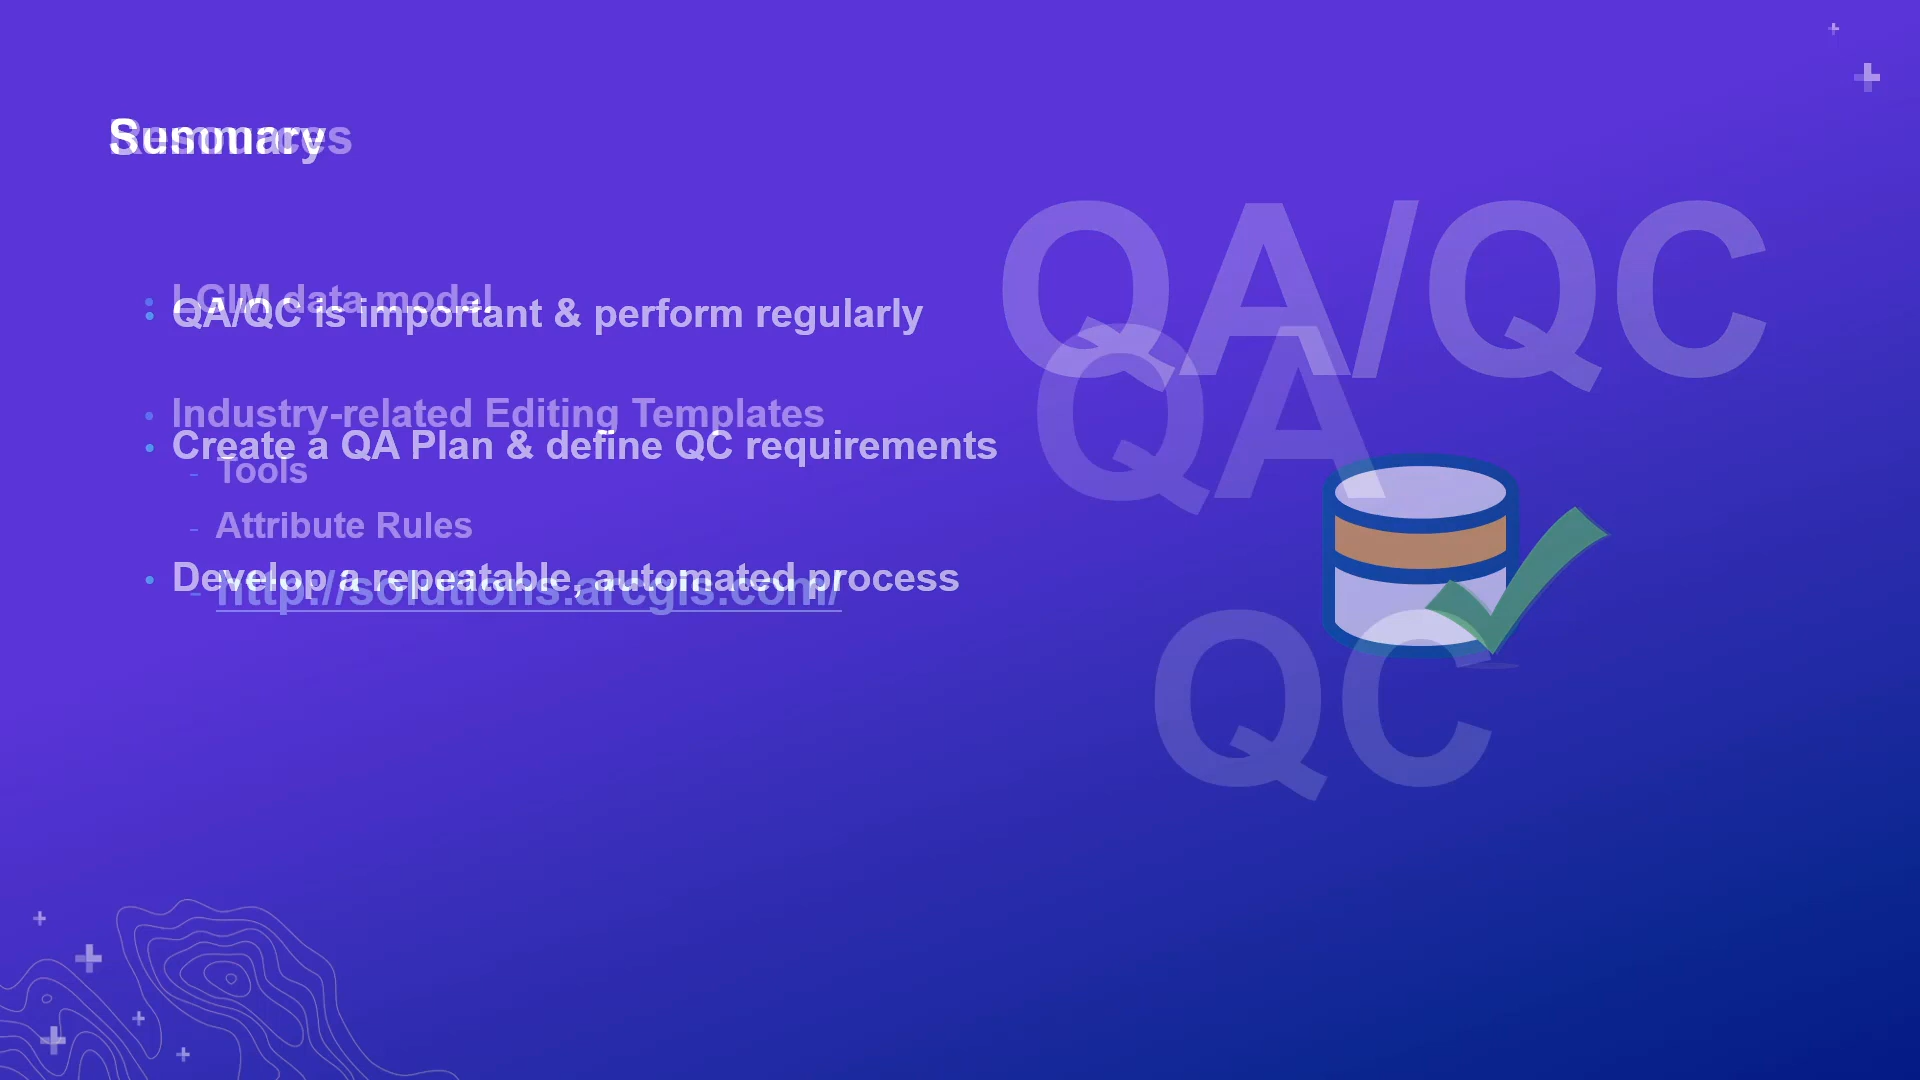 Summary
Resources
LGIM data model
QA/QC is important & perform regularly
Industry-related Editing Templates
Create a QA Plan & define QC requirements
- Tools
- Attribute Rules
Develop a repeatable, automated process
- http://solutions.arcgis.com/
QA/QC
QA
QC